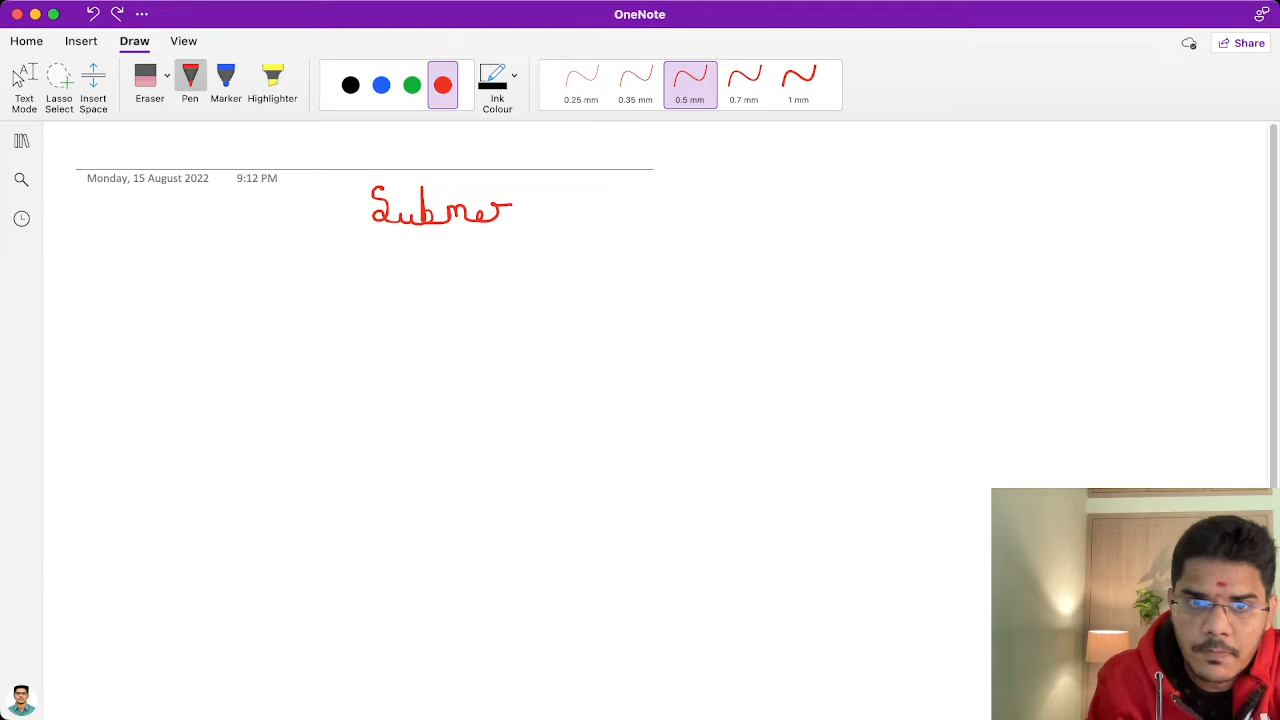 OneNote
Home Insert Draw View
Share
Text Mode
Lasso Select
Insert Space
Eraser
Pen
Marker
Highlighter
Ink Colour
0.25 mm
0.35 mm
0.5 mm
0.7 mm
1 mm
Monday, 15 August 2022 9:12 PM
Submer